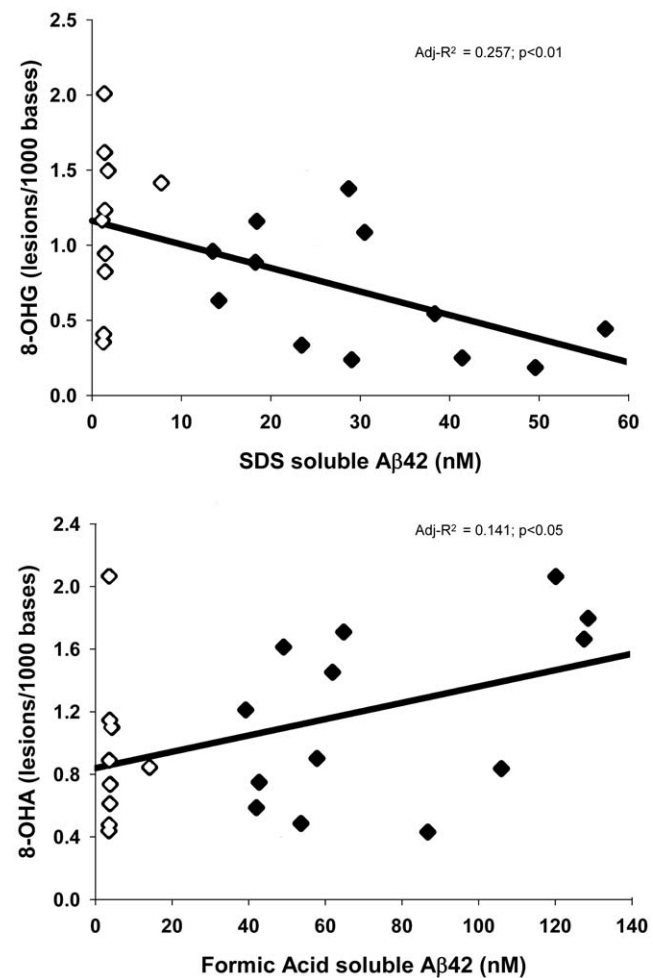 2.5
Adj-R² = 0.257; p<0.01
2.0
1.5
1.0
0.5
0.0
8-OHG (lesions/1000 bases)
0 10 20 30 40 50 60
SDS soluble Aβ42 (nM)
2.4
Adj-R² = 0.141; p<0.05
2.0
1.6
1.2
0.8
0.4
0.0
8-OHA (lesions/1000 bases)
0 20 40 60 80 100 120 140
Formic Acid soluble Aβ42 (nM)